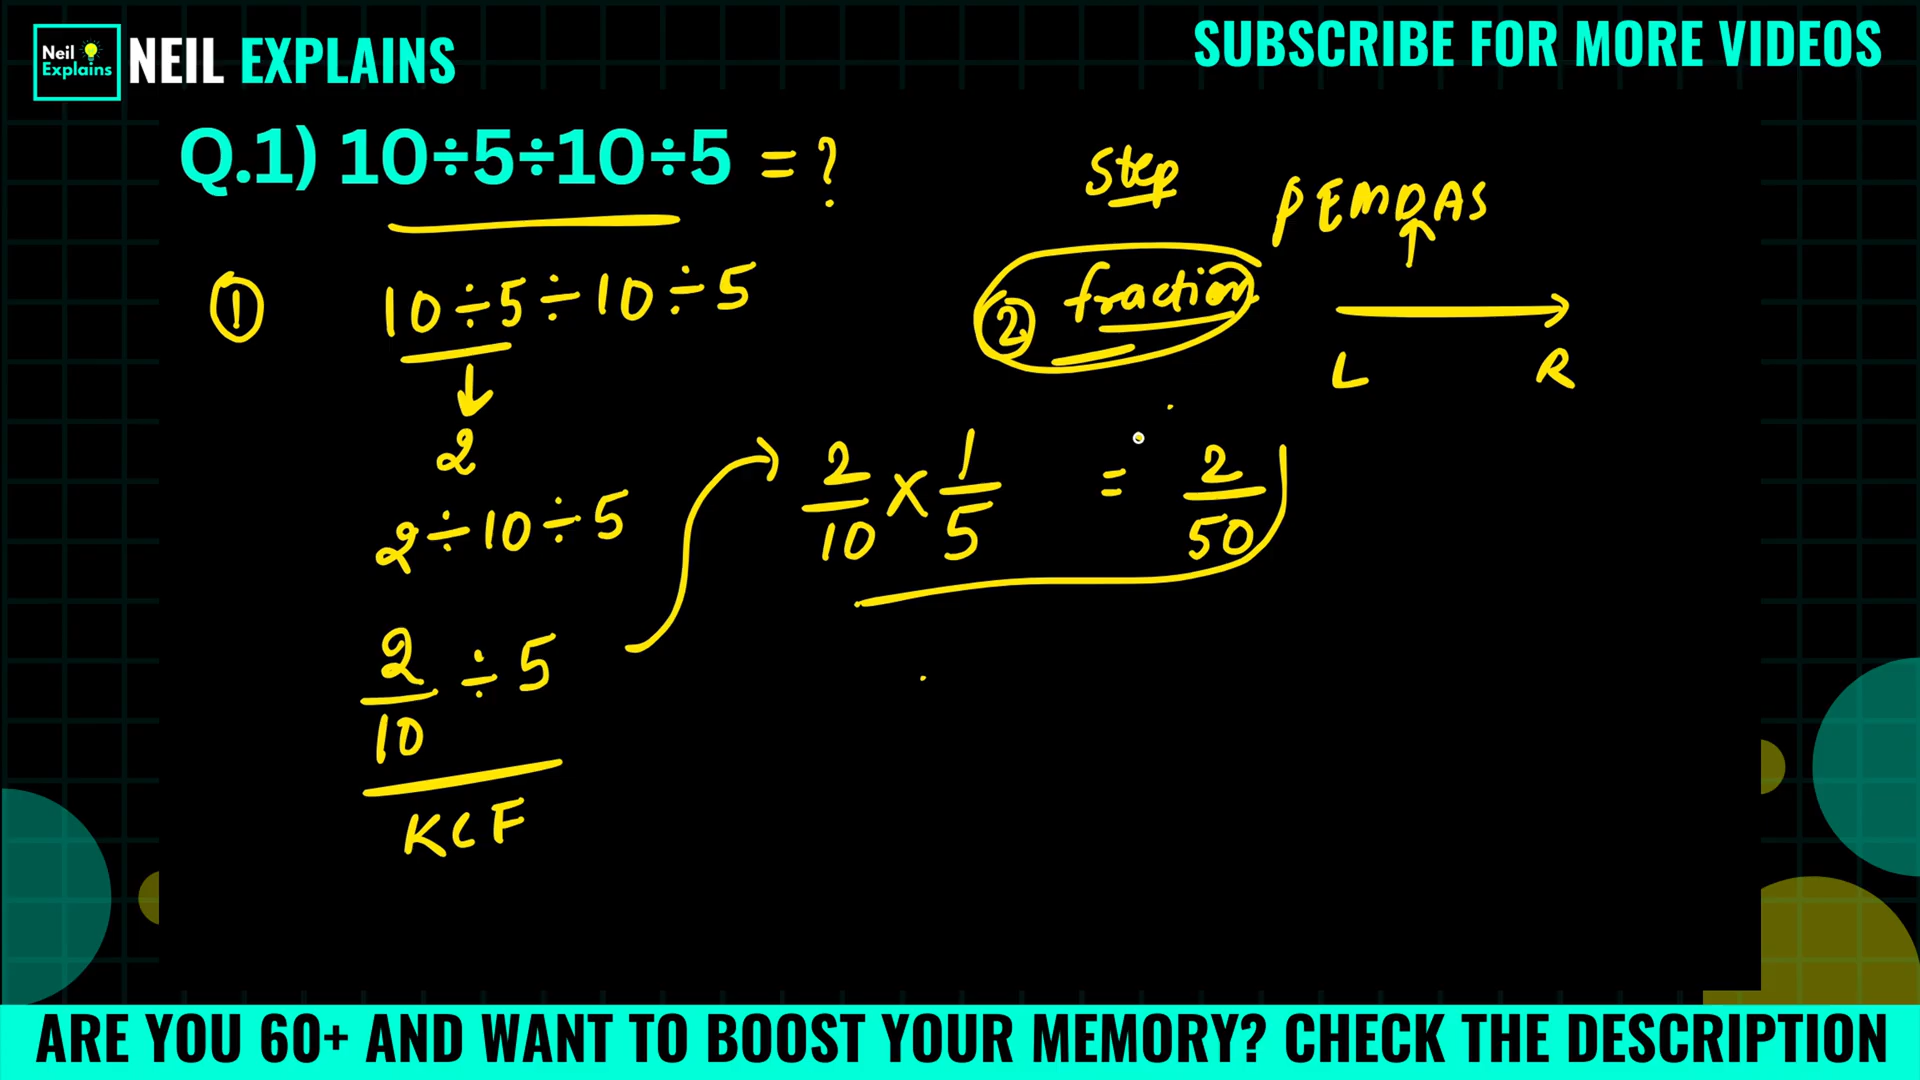 Neil
Explains
NEIL EXPLAINS
SUBSCRIBE FOR MORE VIDEOS
Q.1) 10÷5÷10÷5 = ?
Step
PEMDAS
① 10÷5÷10÷5
② fraction
L R
2
2÷10÷5
2/10 ÷ 5
KCF
2/10 × 1/5 = 2/50
ARE YOU 60+ AND WANT TO BOOST YOUR MEMORY? CHECK THE DESCRIPTION